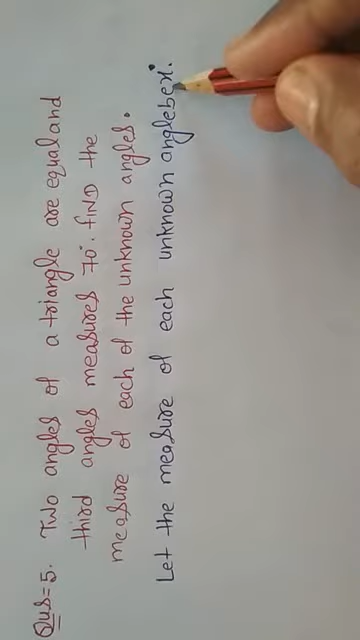 Qus=5. Two angles of a triangle are equal and
third angles measures 70°. FIND the
measure of each of the unknown angles.
Let the measure of each unknown angle be x°.